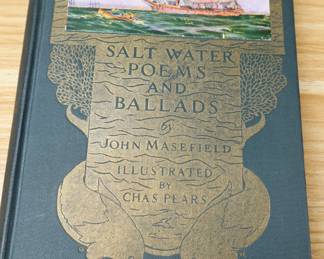 SALT WATER
POEMS
AND
BALLADS
by
JOHN MASEFIELD
ILLUSTRATED
BY
CHAS PEARS